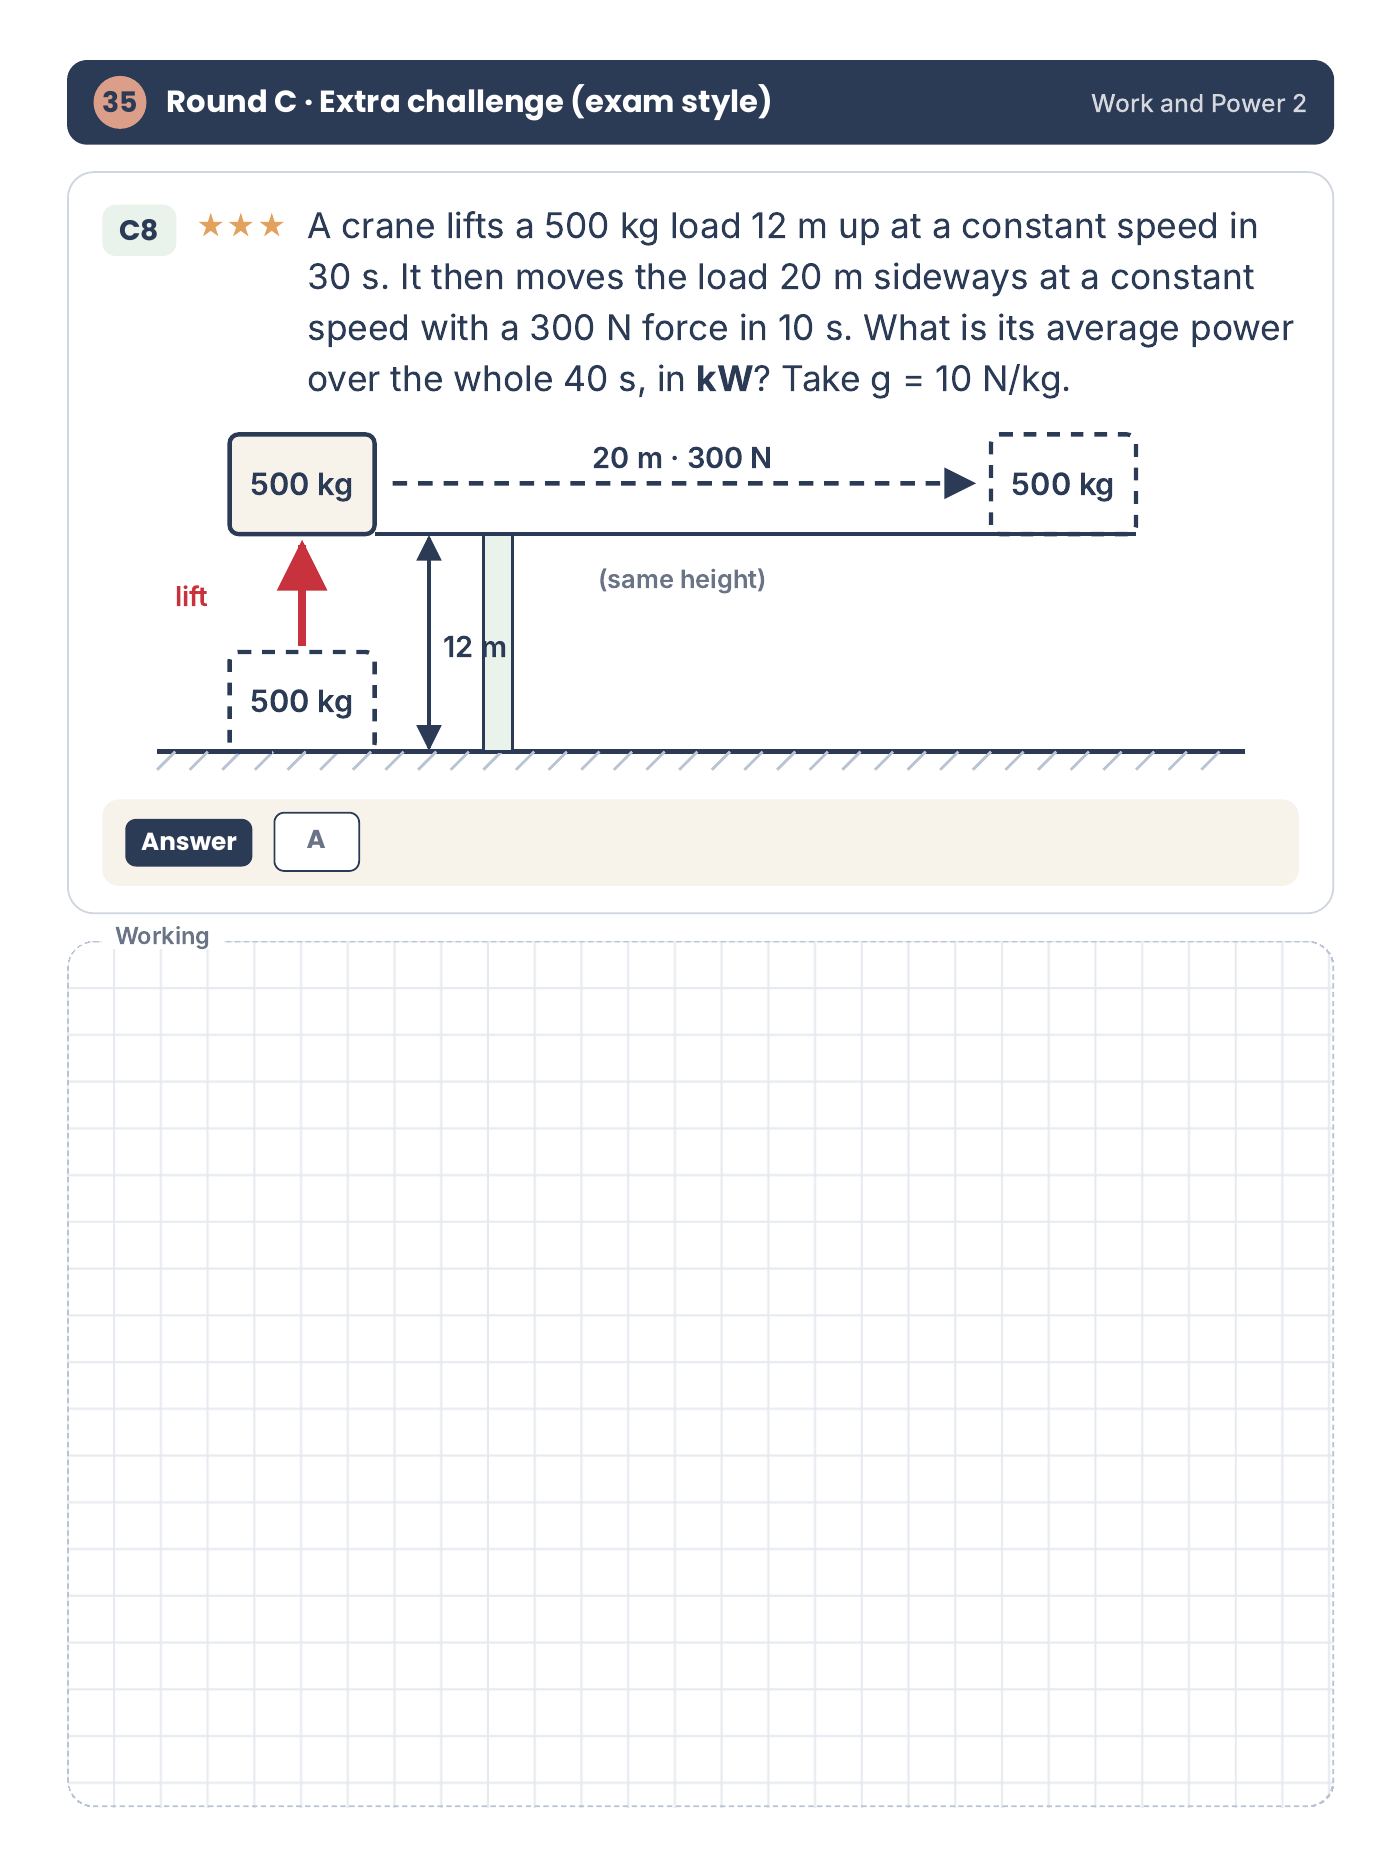 35 Round C · Extra challenge (exam style) Work and Power 2
C8 ★★★ A crane lifts a 500 kg load 12 m up at a constant speed in
30 s. It then moves the load 20 m sideways at a constant
speed with a 300 N force in 10 s. What is its average power
over the whole 40 s, in kW? Take g = 10 N/kg.
20 m · 300 N
500 kg 500 kg
(same height)
lift
12 m
500 kg
Answer A
Working